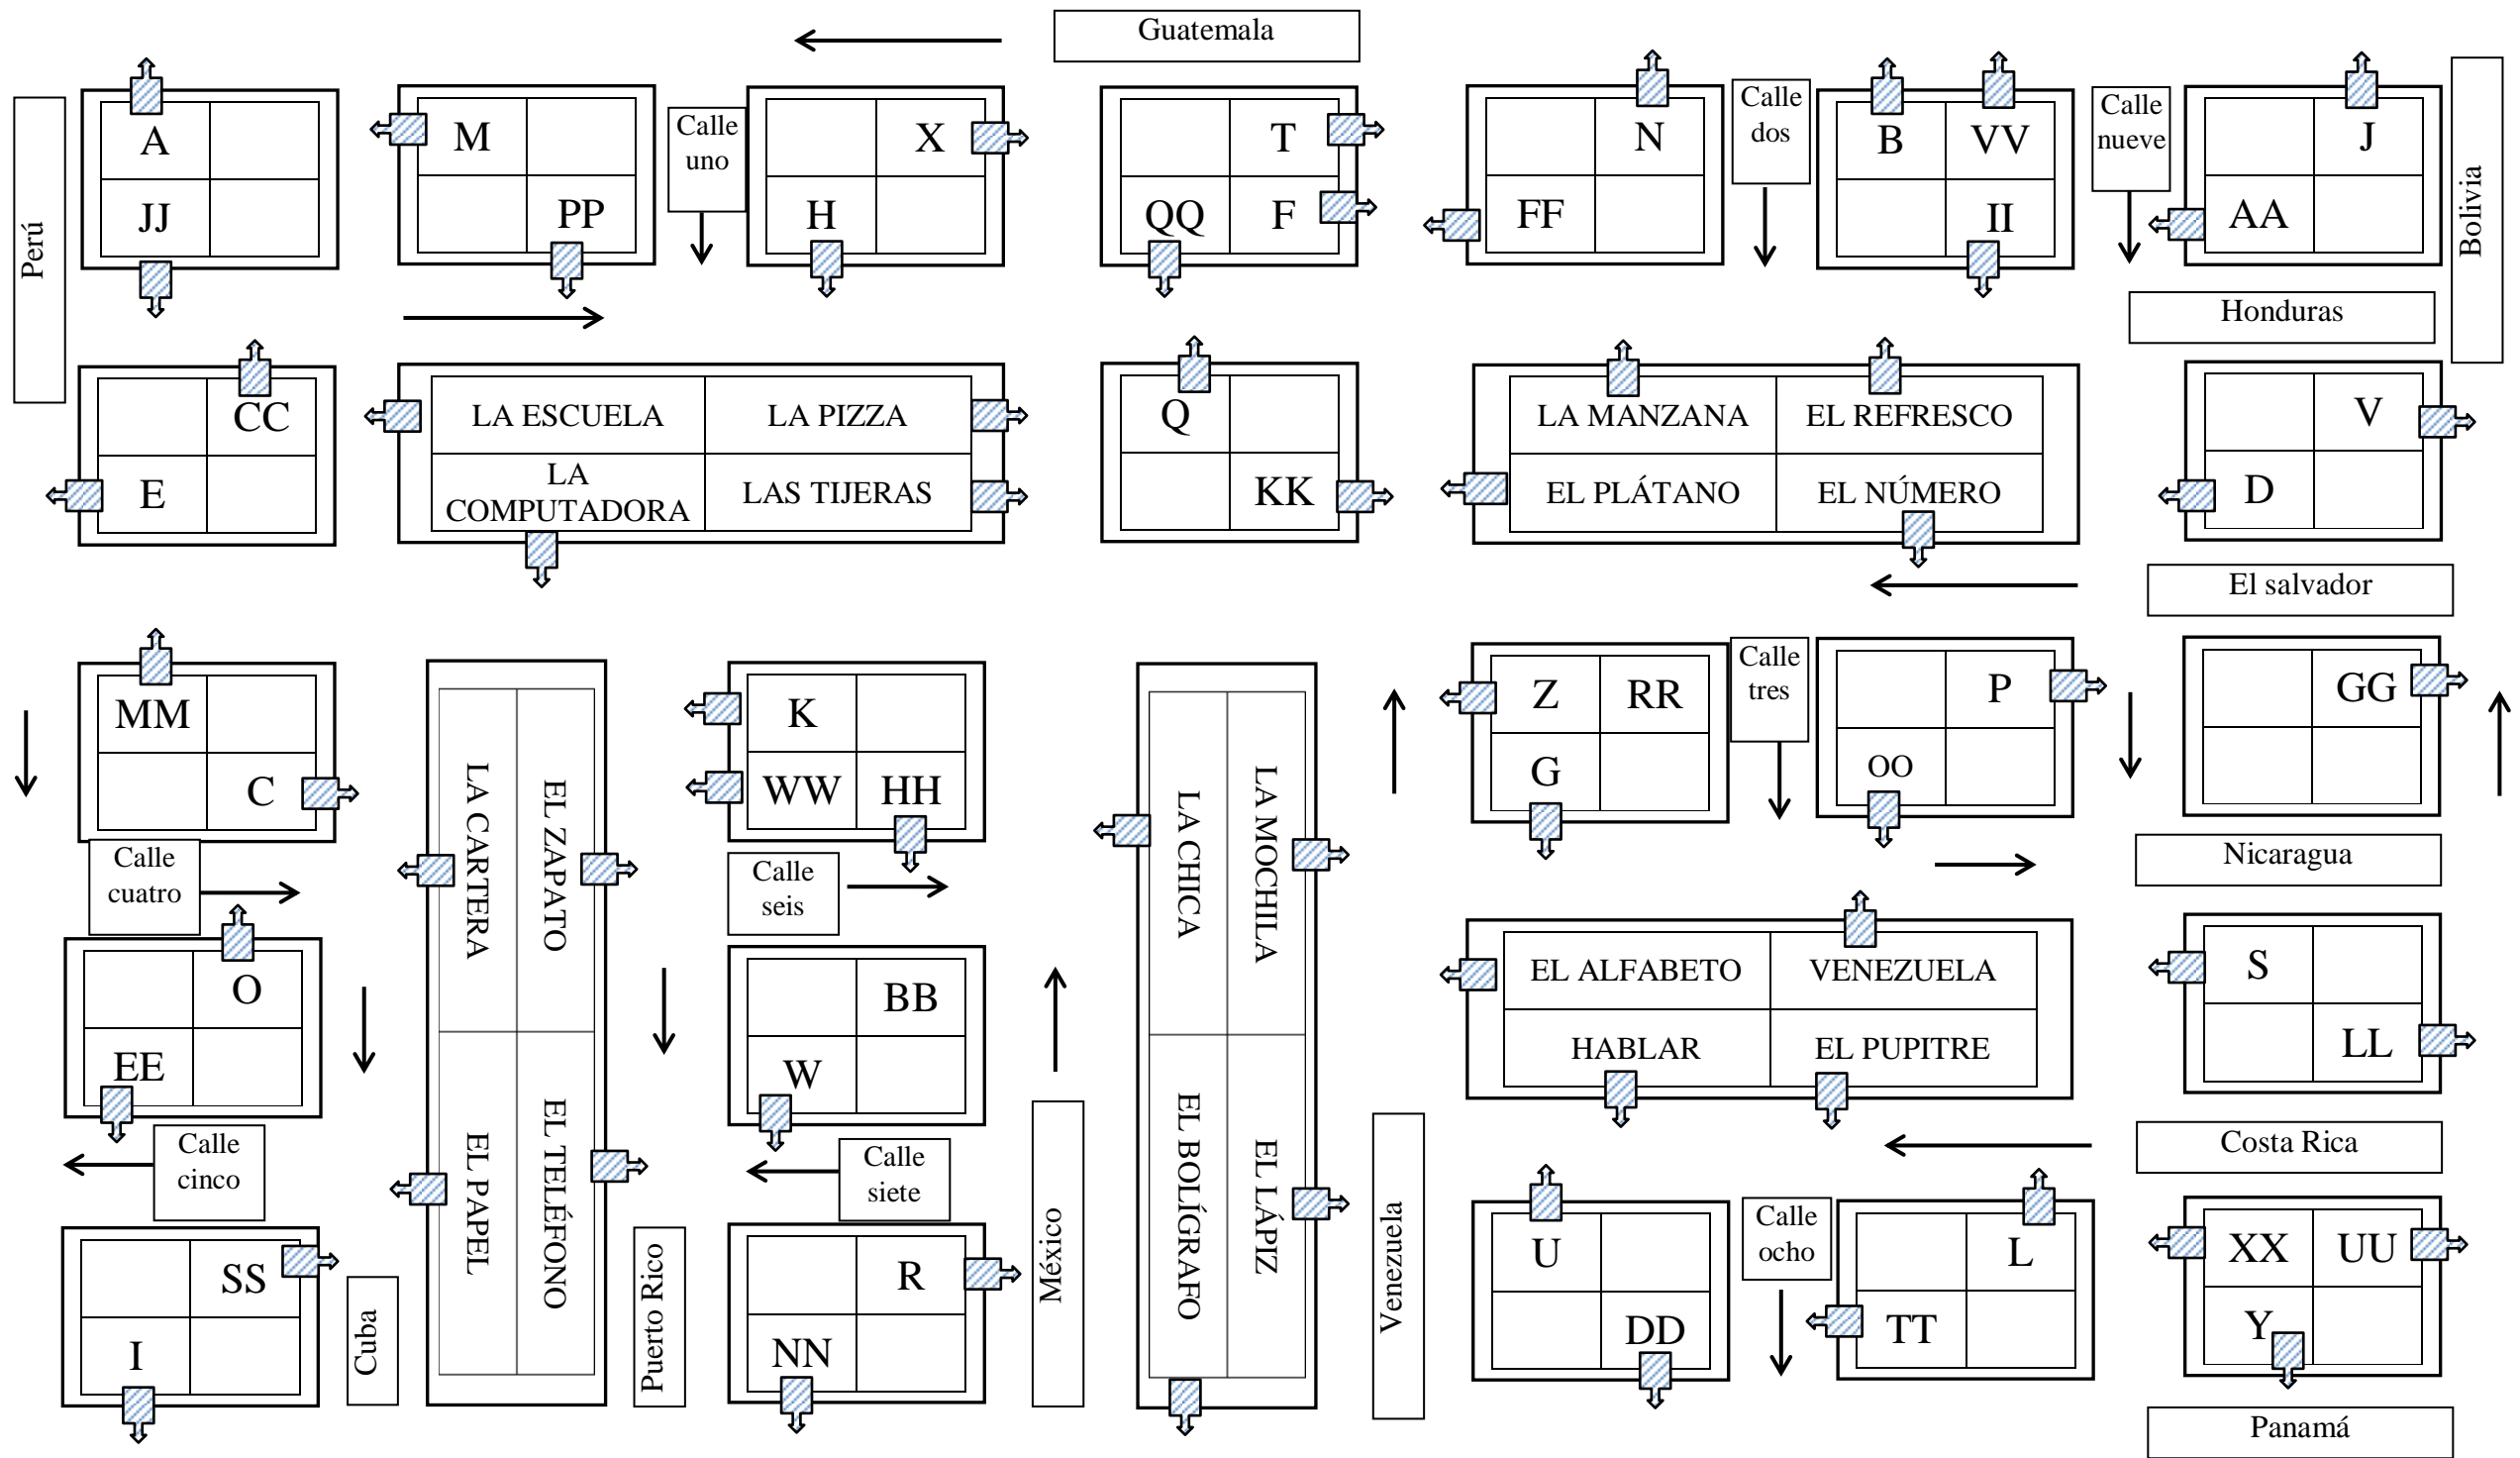 Guatemala
Perú
A
JJ
M
PP
Calle
uno
X
H
T
QQ
F
N
FF
Calle
dos
B
VV
II
Calle
nueve
J
AA
Bolivia
Honduras
CC
E
LA ESCUELA
LA PIZZA
LA
COMPUTADORA
LAS TIJERAS
Q
KK
LA MANZANA
EL REFRESCO
EL PLÁTANO
EL NÚMERO
V
D
El salvador
MM
C
LA CARTERA
EL ZAPATO
EL PAPEL
EL TELÉFONO
K
WW
HH
LA CHICA
LA MOCHILA
EL BOLÍGRAFO
EL LÁPIZ
Z
RR
G
Calle
tres
P
OO
GG
Nicaragua
Calle
cuatro
Calle
seis
O
EE
BB
W
EL ALFABETO
VENEZUELA
HABLAR
EL PUPITRE
S
LL
Calle
cinco
Calle
siete
Costa Rica
SS
I
Cuba
Puerto Rico
R
NN
México
Venezuela
U
DD
Calle
ocho
L
TT
XX
UU
Y
Panamá